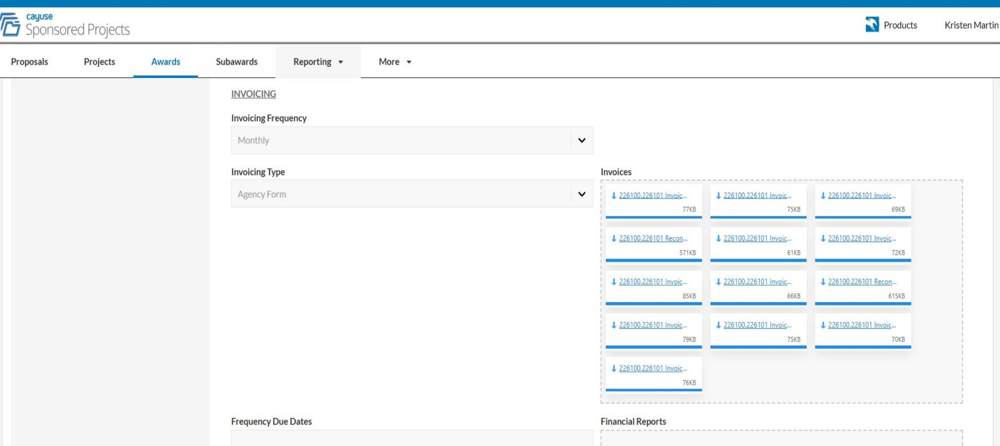 cayuse
Sponsored Projects
Products
Kristen Martin
Proposals
Projects
Awards
Subawards
Reporting
More
INVOICING
Invoicing Frequency
Monthly
Invoicing Type
Agency Form
Invoices
226100.226101 Invoic...
77KB
226100.226101 Invoic...
75KB
226100.226101 Invoic...
69KB
226100.226101 Recon...
571KB
226100.226101 Invoic...
61KB
226100.226101 Invoic...
72KB
226100.226101 Invoic...
85KB
226100.226101 Invoic...
66KB
226100.226101 Recon...
615KB
226100.226101 Invoic...
79KB
226100.226101 Invoic...
75KB
226100.226101 Invoic...
70KB
226100.226101 Invoic...
76KB
Frequency Due Dates
Financial Reports